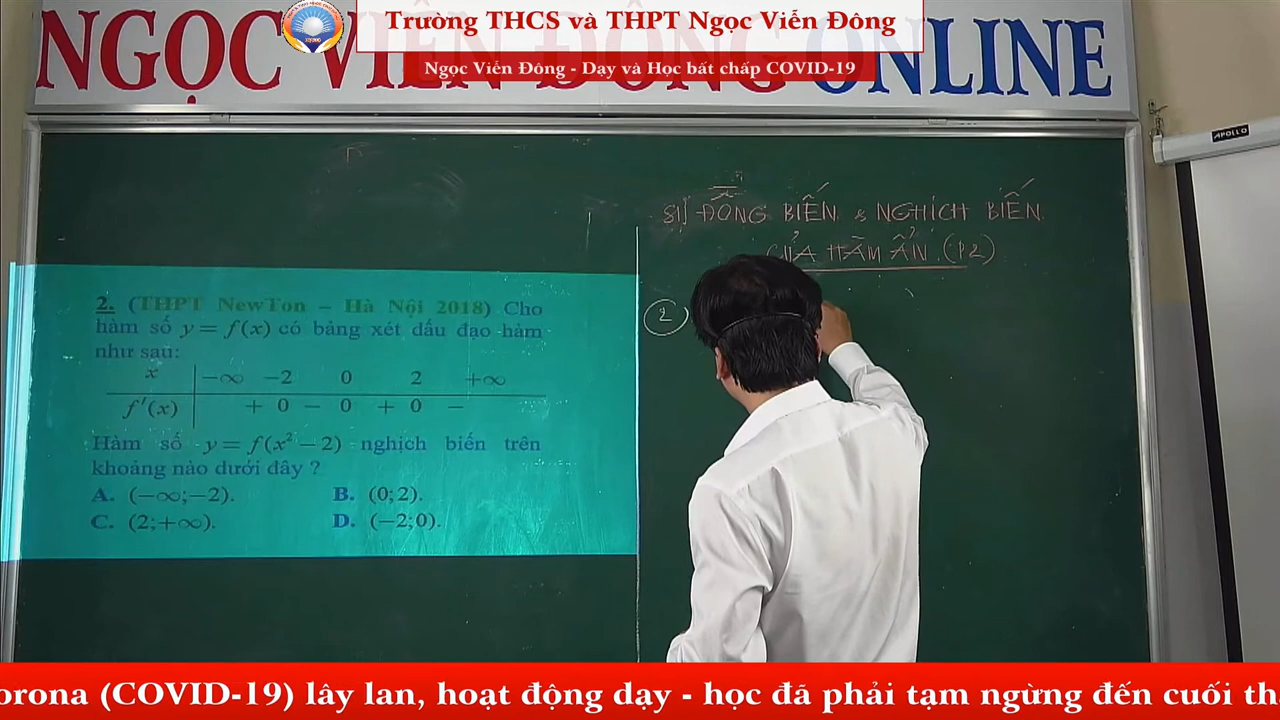 Trường THCS và THPT Ngọc Viễn Đông
NGỌC VIỄN ĐÔNG ONLINE
Ngọc Viễn Đông - Dạy và Học bất chấp COVID-19
APOLLO
SỰ ĐỒNG BIẾN & NGHỊCH BIẾN
CỦA HÀM ẨN. (P2)
2
2. (THPT NewTon – Hà Nội 2018) Cho
hàm số y = f(x) có bảng xét dấu đạo hàm
như sau:
x −∞ −2 0 2 +∞
f'(x) + 0 − 0 + 0 −
Hàm số y = f(x² − 2) nghịch biến trên
khoảng nào dưới đây ?
A. (−∞;−2). B. (0;2).
C. (2;+∞). D. (−2;0).
orona (COVID-19) lây lan, hoạt động dạy - học đã phải tạm ngừng đến cuối th